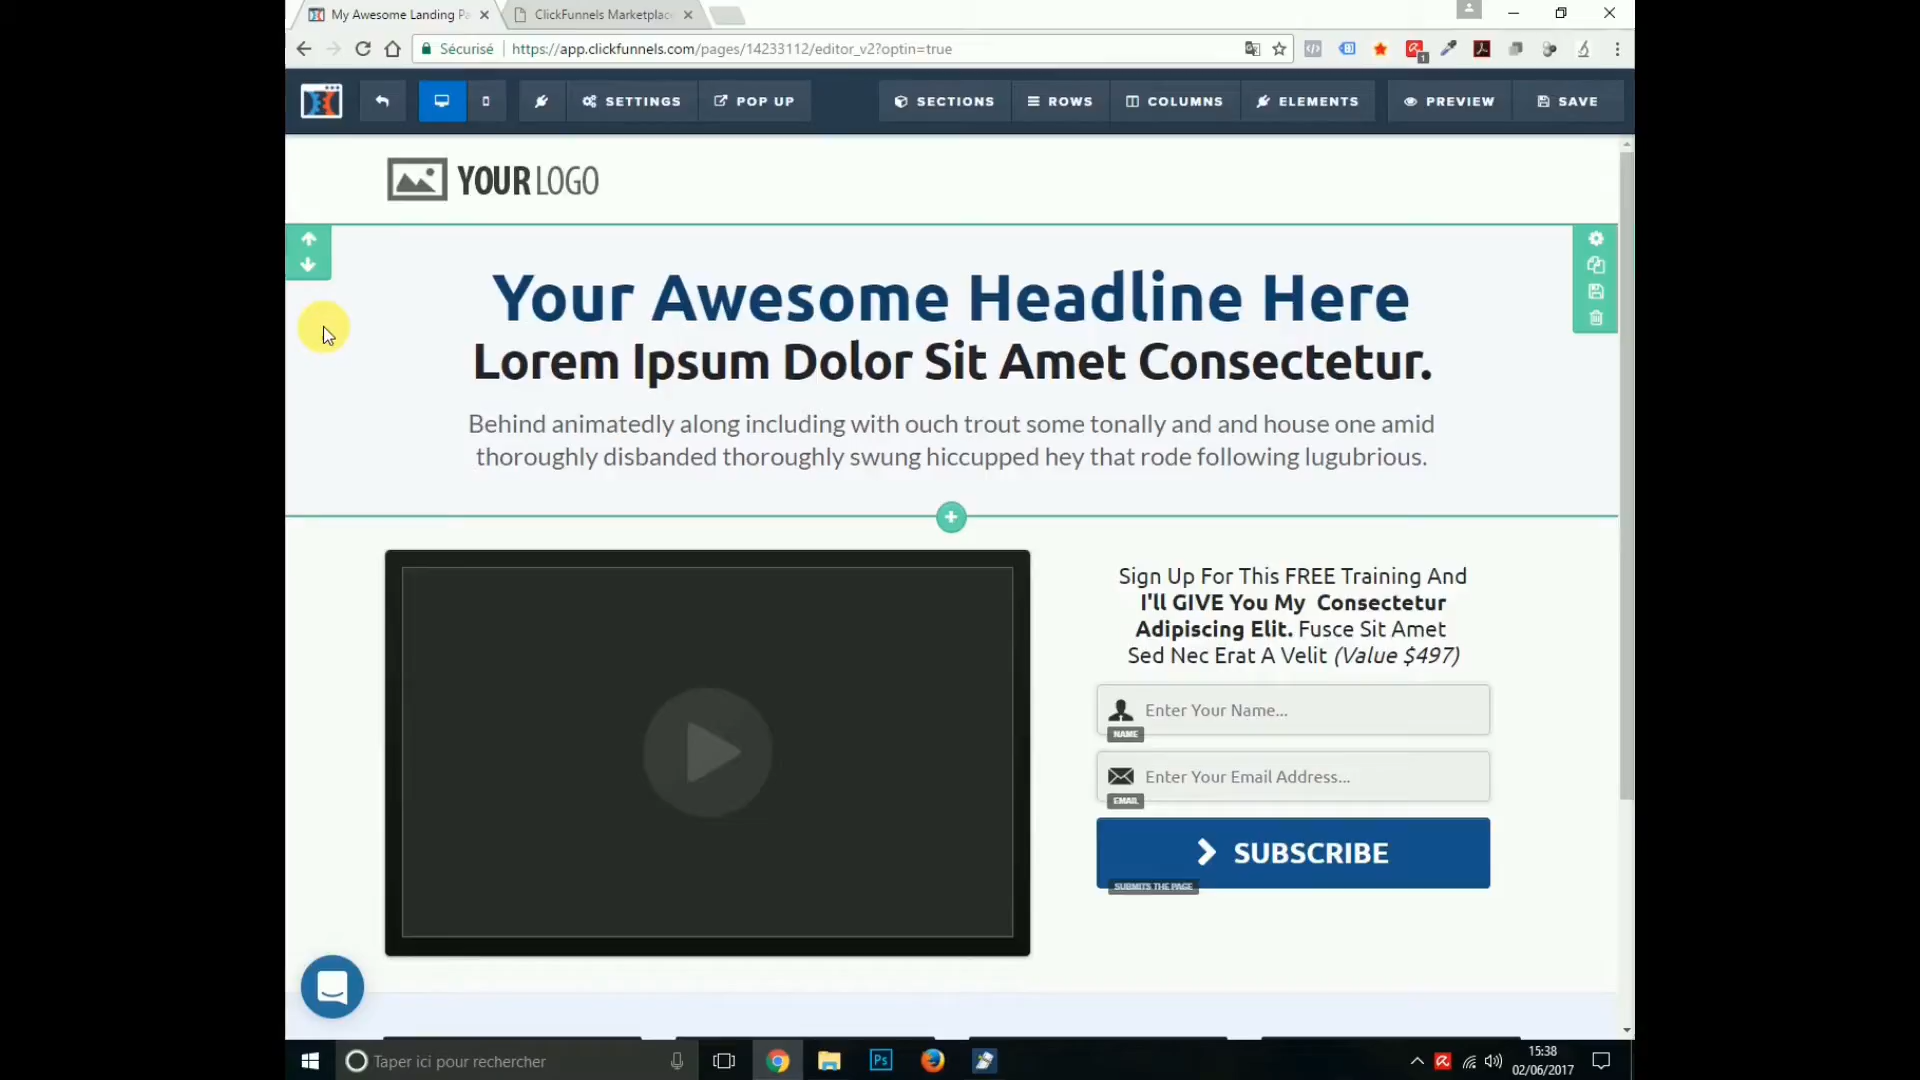 My Awesome Landing Pa
ClickFunnels Marketplac
Sécurisé
https://app.clickfunnels.com/pages/14233112/editor_v2?optin=true
SETTINGS
POP UP
SECTIONS
ROWS
COLUMNS
ELEMENTS
PREVIEW
SAVE
YOUR LOGO
Your Awesome Headline Here
Lorem Ipsum Dolor Sit Amet Consectetur.
Behind animatedly along including with ouch trout some tonally and and house one amid
thoroughly disbanded thoroughly swung hiccupped hey that rode following lugubrious.
Sign Up For This FREE Training And
I'll GIVE You My Consectetur
Adipiscing Elit. Fusce Sit Amet
Sed Nec Erat A Velit (Value $497)
Enter Your Name...
NAME
Enter Your Email Address...
EMAIL
SUBSCRIBE
SUBMITS THE PAGE
Taper ici pour rechercher
Ps
15:38
02/06/2017
1